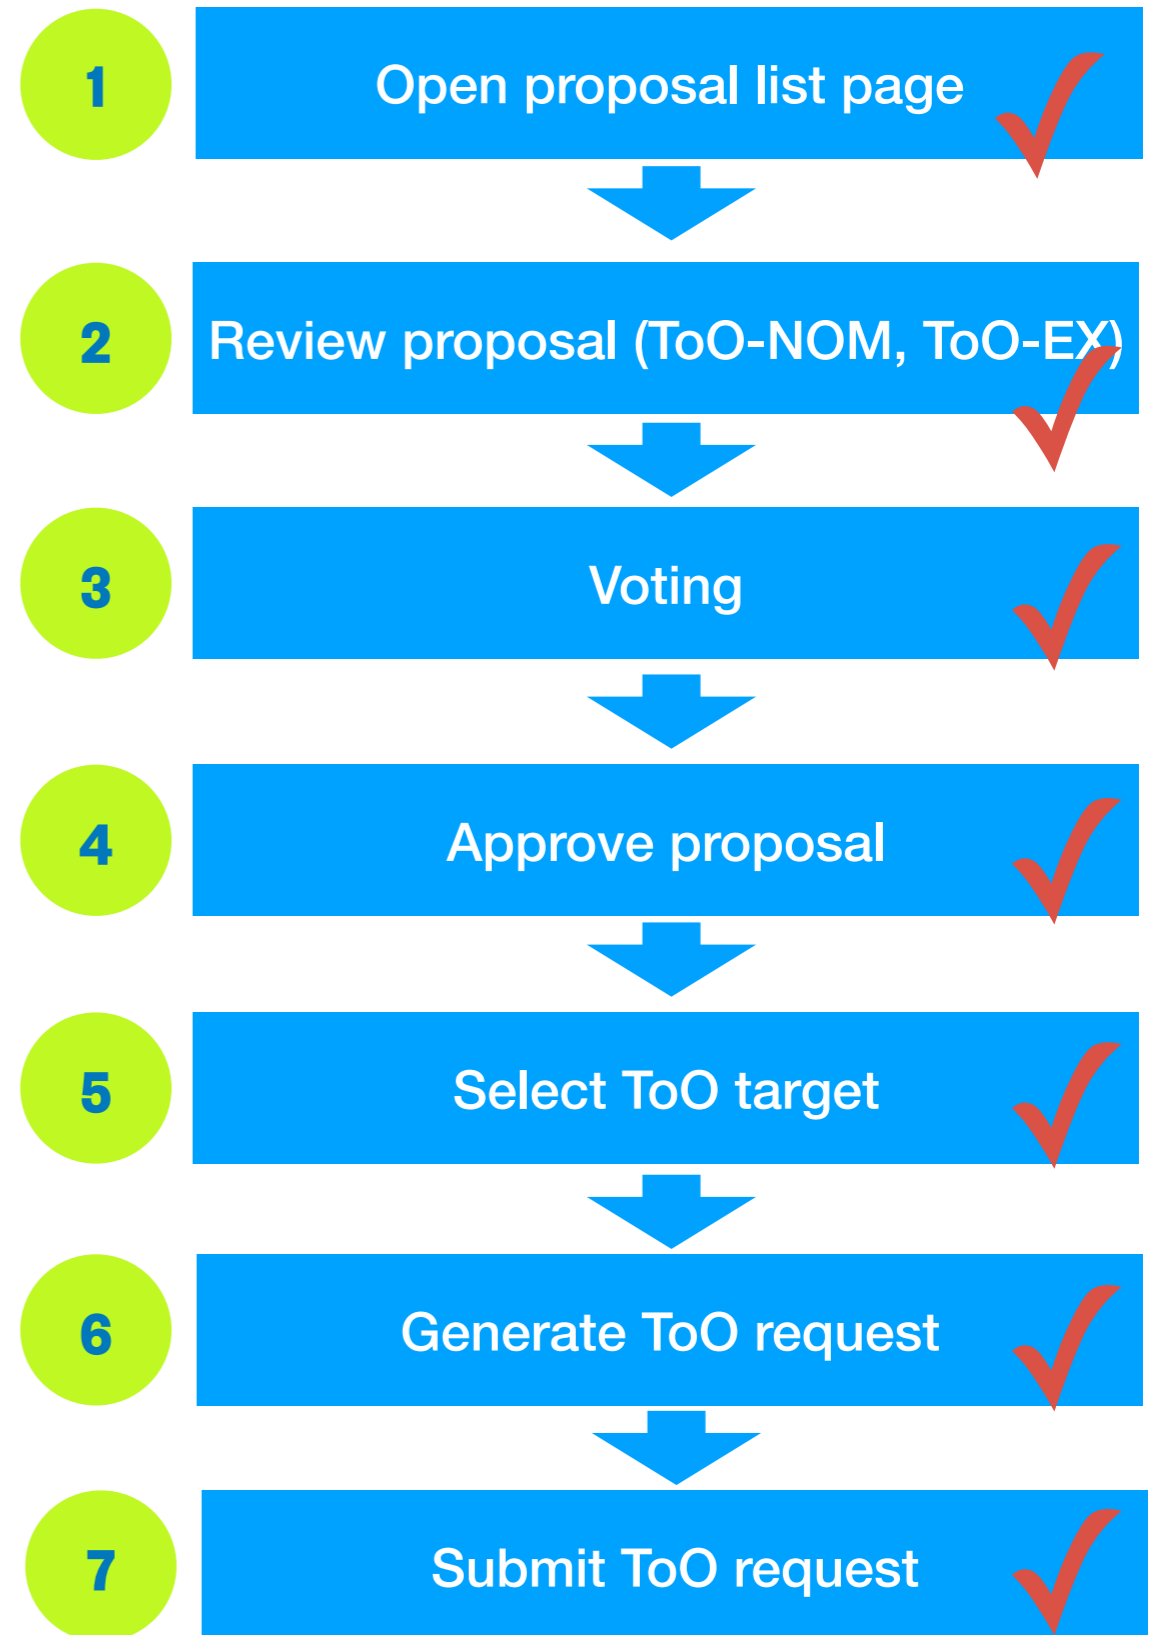 1
Open proposal list page
2
Review proposal (ToO-NOM, ToO-EX)
3
Voting
4
Approve proposal
5
Select ToO target
6
Generate ToO request
7
Submit ToO request